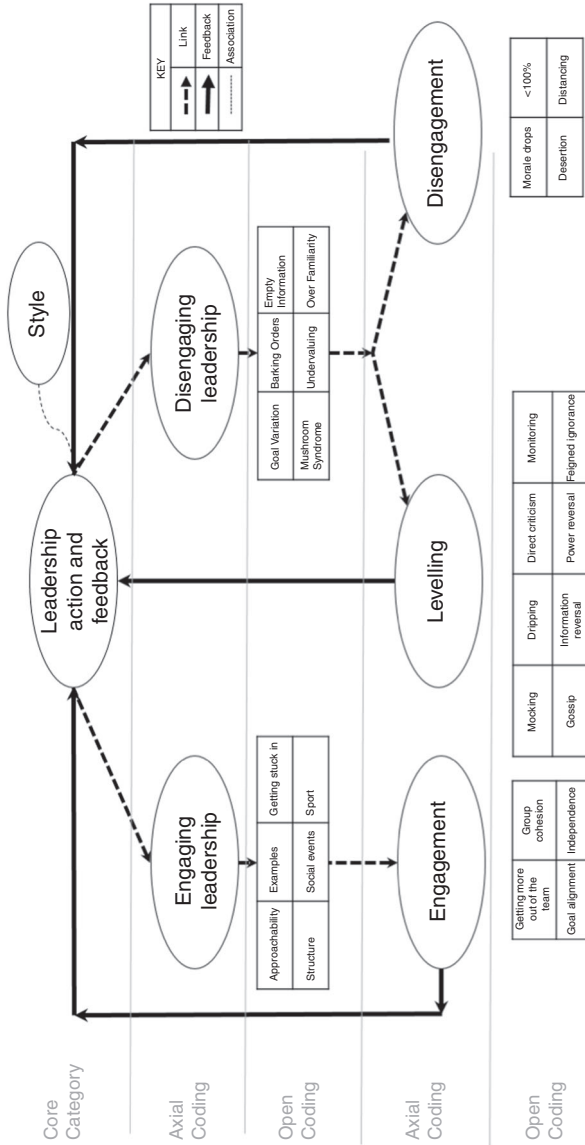 Core
Category
Leadership
action and
feedback
Style
KEY
Link
Feedback
Association
Axial
Coding
Engaging
leadership
Disengaging
leadership
Open
Coding
Approachability
Examples
Getting stuck in
Structure
Social events
Sport
Goal Variation
Barking Orders
Empty
Information
Mushroom
Syndrome
Undervaluing
Over Familiarity
Axial
Coding
Engagement
Levelling
Disengagement
Open
Coding
Getting more
out of the
team
Group
cohesion
Goal alignment
Independence
Mocking
Dripping
Direct criticism
Monitoring
Gossip
Information
reversal
Power reversal
Feigned ignorance
Morale drops
<100%
Desertion
Distancing